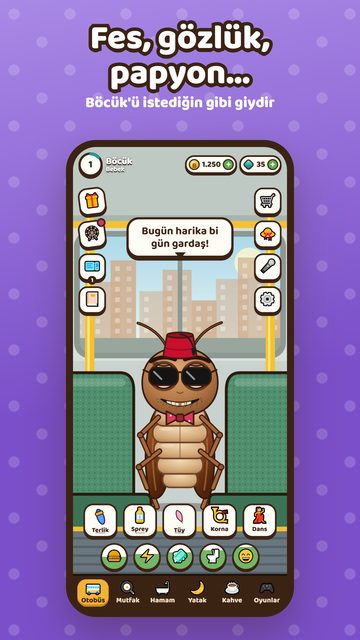 Fes, gözlük,
papyon...
Böcük'ü istediğin gibi giydir
1
Böcük
Bebek
1.250
35
Bugün harika bi
gün gardaş!
1
Terlik
Sprey
Tüy
Korna
Dans
Otobüs
Mutfak
Hamam
Yatak
Kahve
Oyunlar